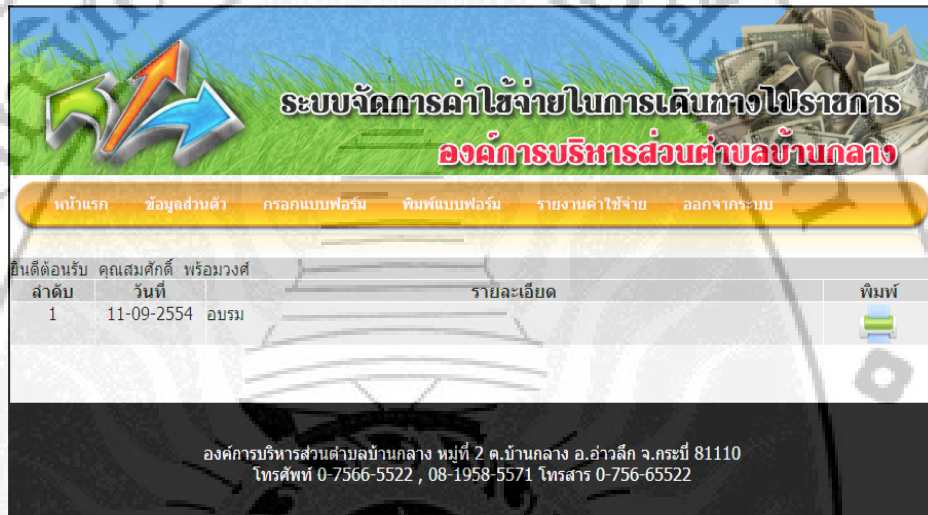 ระบบจัดการค่าใช้จ่ายในการเดินทางไปราชการ
องค์การบริหารส่วนตำบลบ้านกลาง
หน้าแรก ข้อมูลส่วนตัว กรอกแบบฟอร์ม พิมพ์แบบฟอร์ม รายงานค่าใช้จ่าย ออกจากระบบ
ยินดีต้อนรับ คุณสมศักดิ์ พร้อมวงศ์
ลำดับ วันที่ รายละเอียด พิมพ์
1 11-09-2554 อบรม
องค์การบริหารส่วนตำบลบ้านกลาง หมู่ที่ 2 ต.บ้านกลาง อ.อ่าวลึก จ.กระบี่ 81110
โทรศัพท์ 0-7566-5522 , 08-1958-5571 โทรสาร 0-756-65522